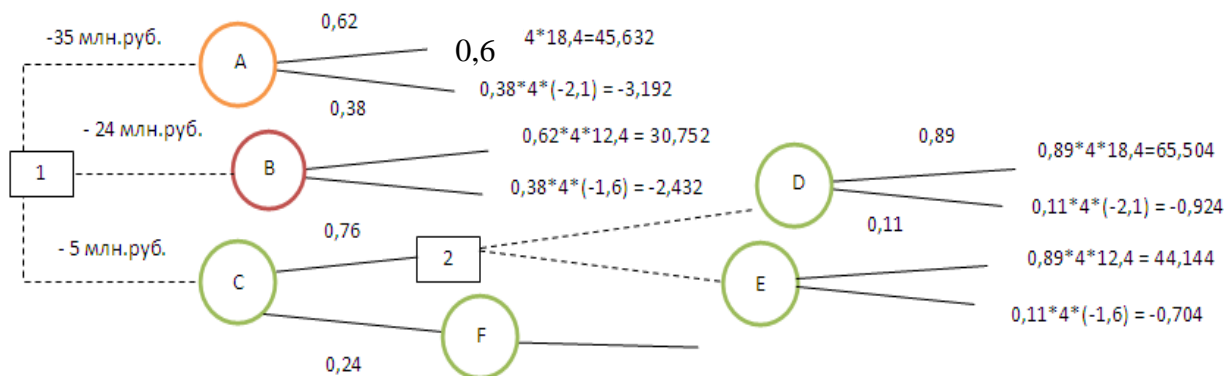 0,62
-35 млн.руб.
А
0,6
4*18,4=45,632
0,38*4*(-2,1) = -3,192
0,38
- 24 млн.руб.
1
В
0,62*4*12,4 = 30,752
0,38*4*(-1,6) = -2,432
- 5 млн.руб.
С
0,76
2
0,24
F
D
0,89
0,89*4*18,4=65,504
0,11*4*(-2,1) = -0,924
0,11
E
0,89*4*12,4 = 44,144
0,11*4*(-1,6) = -0,704